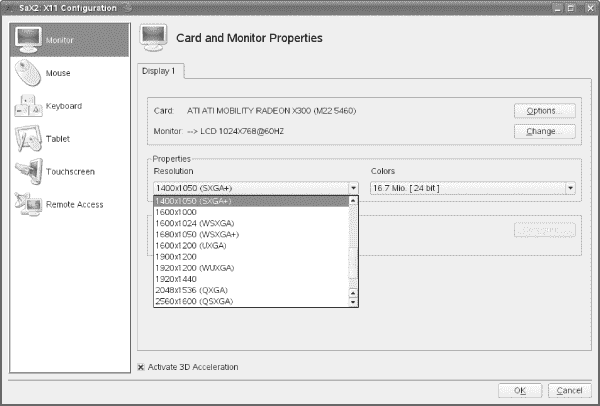 SaX2: X11 Configuration
Monitor
Mouse
Keyboard
Tablet
Touchscreen
Remote Access
Card and Monitor Properties
Display 1
Card: ATI ATI MOBILITY RADEON X300 (M22 5460)
Options...
Monitor: --> LCD 1024X768@60HZ
Change...
Properties
Resolution
Colors
1400x1050 (SXGA+)
16.7 Mio. [ 24 bit ]
1400x1050 (SXGA+)
1600x1000
1600x1024 (WSXGA)
1680x1050 (WSXGA+)
1600x1200 (UXGA)
1900x1200
1920x1200 (WUXGA)
1920x1440
2048x1536 (QXGA)
2560x1600 (QSXGA)
Activate 3D Acceleration
OK
Cancel